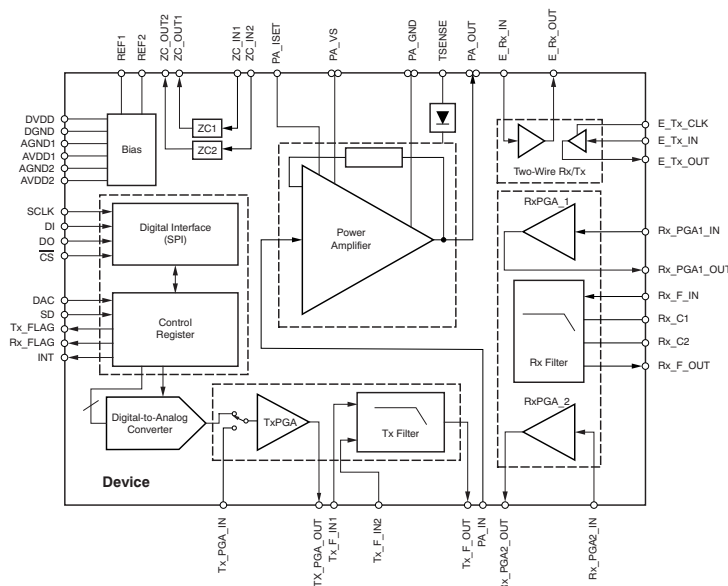 REF1
REF2
ZC_OUT2
ZC_OUT1
ZC_IN1
ZC_IN2
PA_ISET
PA_VS
PA_GND
TSENSE
PA_OUT
E_Rx_IN
E_Rx_OUT
DVDD
DGND
AGND1
AVDD1
AGND2
AVDD2
Bias
ZC1
ZC2
E_Tx_CLK
E_Tx_IN
E_Tx_OUT
Two-Wire Rx/Tx
SCLK
DI
DO
CS
Digital Interface
(SPI)
Power
Amplifier
RxPGA_1
Rx_PGA1_IN
Rx_PGA1_OUT
DAC
SD
Tx_FLAG
Rx_FLAG
INT
Control
Register
Rx_F_IN
Rx_C1
Rx_C2
Rx_F_OUT
Rx Filter
Digital-to-Analog
Converter
TxPGA
Tx Filter
RxPGA_2
Device
Tx_PGA_IN
TX_PGA_OUT
Tx_F_IN1
Tx_F_IN2
Tx_F_OUT
PA_IN
Rx_PGA2_OUT
Rx_PGA2_IN